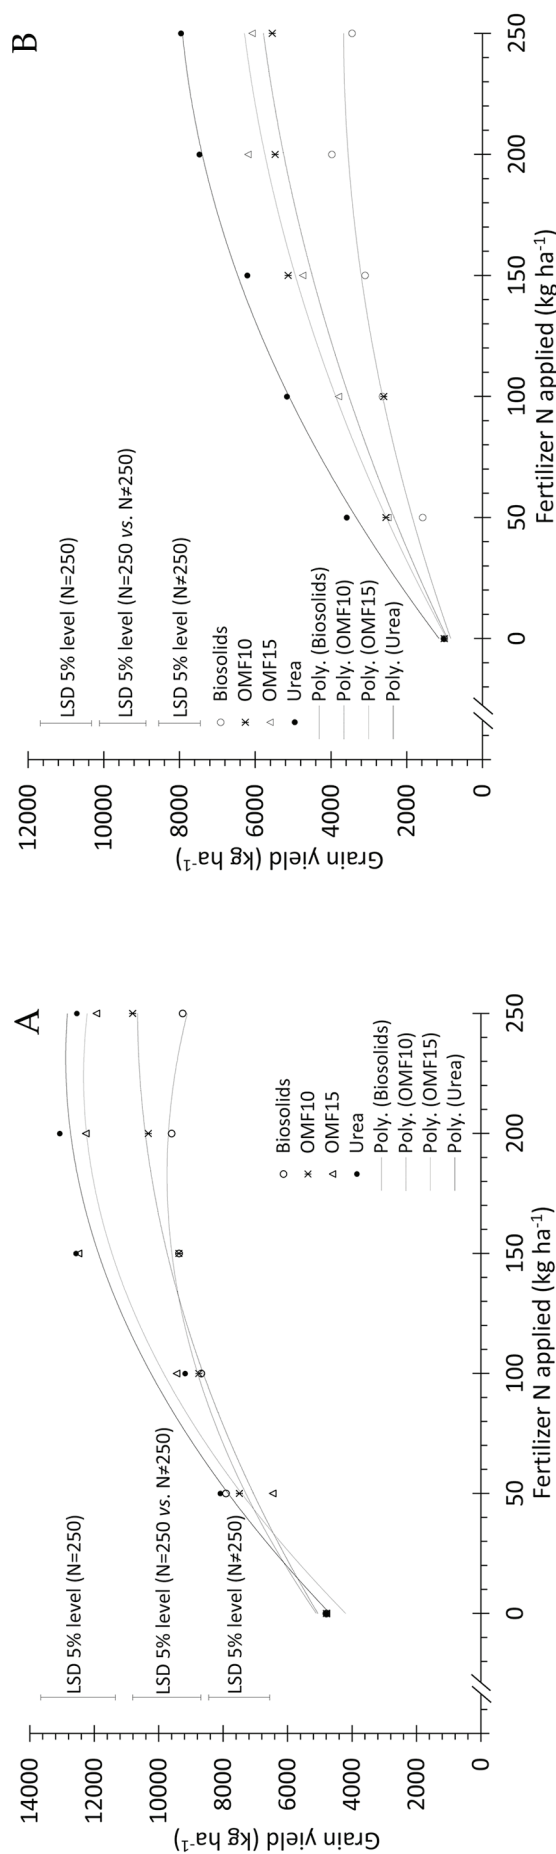 A
14000
12000
10000
8000
6000
4000
2000
0
Grain yield (kg ha⁻¹)
LSD 5% level (N=250)
LSD 5% level (N=250 vs. N≠250)
LSD 5% level (N≠250)
Biosolids
OMF10
OMF15
Urea
Poly. (Biosolids)
Poly. (OMF10)
Poly. (OMF15)
Poly. (Urea)
0
50
100
150
200
250
Fertilizer N applied (kg ha⁻¹)
B
12000
10000
8000
6000
4000
2000
0
Grain yield (kg ha⁻¹)
LSD 5% level (N=250)
LSD 5% level (N=250 vs. N≠250)
LSD 5% level (N≠250)
Biosolids
OMF10
OMF15
Urea
Poly. (Biosolids)
Poly. (OMF10)
Poly. (OMF15)
Poly. (Urea)
0
50
100
150
200
250
Fertilizer N applied (kg ha⁻¹)